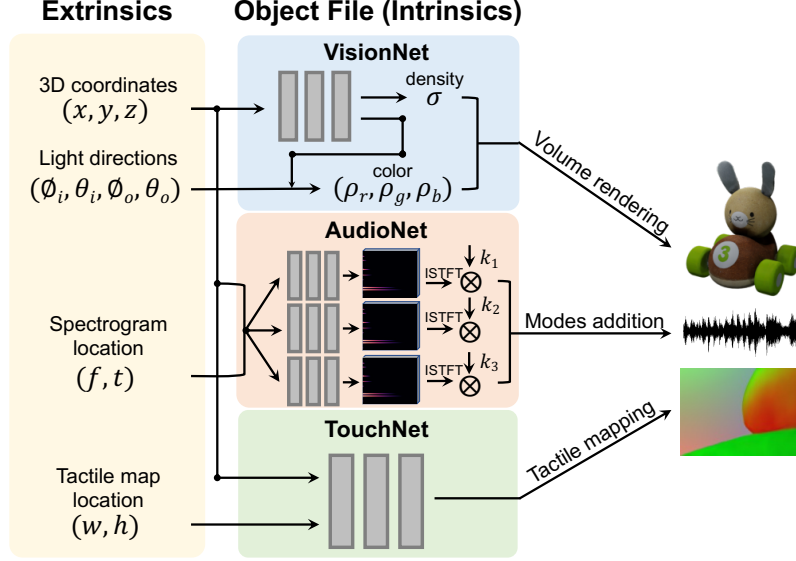 Extrinsics
Object File (Intrinsics)
VisionNet
3D coordinates
(x, y, z)
density
σ
Light directions
(∅i, θi, ∅o, θo)
color
(ρr, ρg, ρb)
Volume rendering
3
AudioNet
ISTFT
k1
ISTFT
k2
ISTFT
k3
Spectrogram
location
(f, t)
Modes addition
TouchNet
Tactile map
location
(w, h)
Tactile mapping